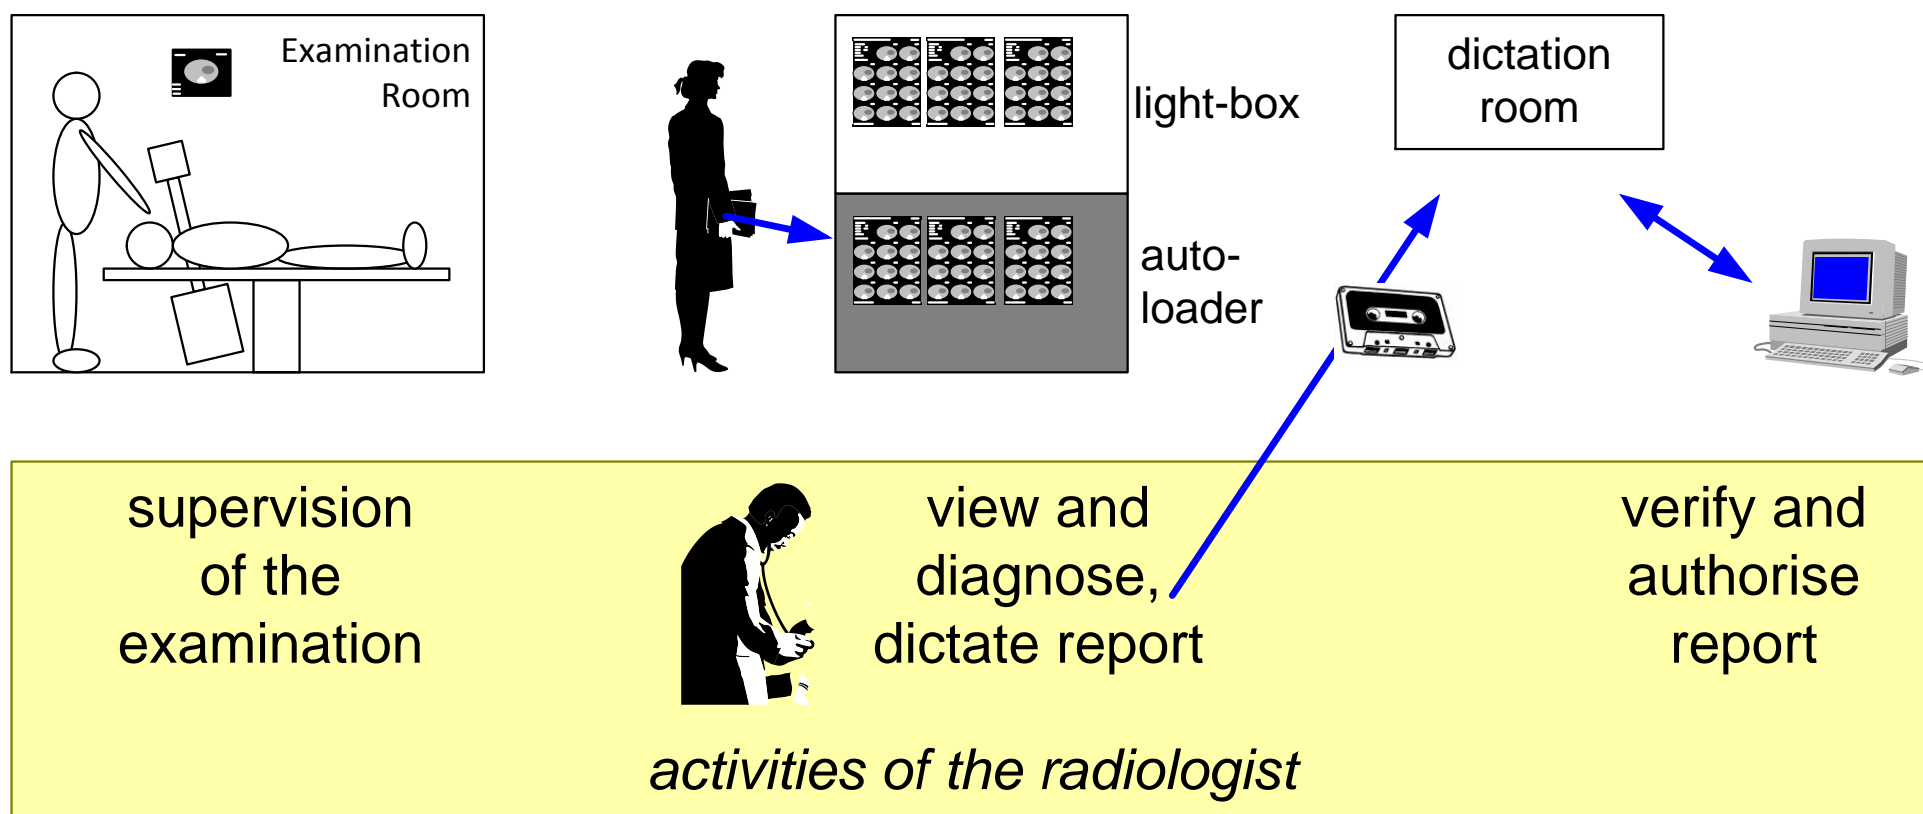 Examination
Room
light-box
auto-
loader
dictation
room
supervision
of the
examination
view and
diagnose,
dictate report
verify and
authorise
report
activities of the radiologist